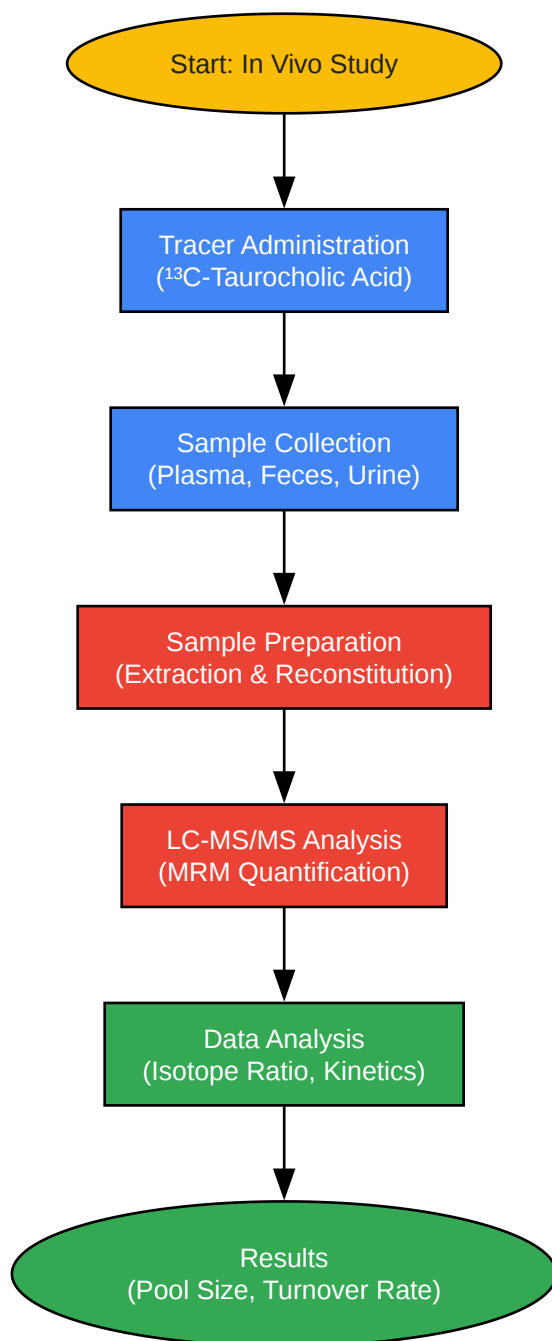 Start: In Vivo Study
Tracer Administration
(¹³C-Taurocholic Acid)
Sample Collection
(Plasma, Feces, Urine)
Sample Preparation
(Extraction & Reconstitution)
LC-MS/MS Analysis
(MRM Quantification)
Data Analysis
(Isotope Ratio, Kinetics)
Results
(Pool Size, Turnover Rate)